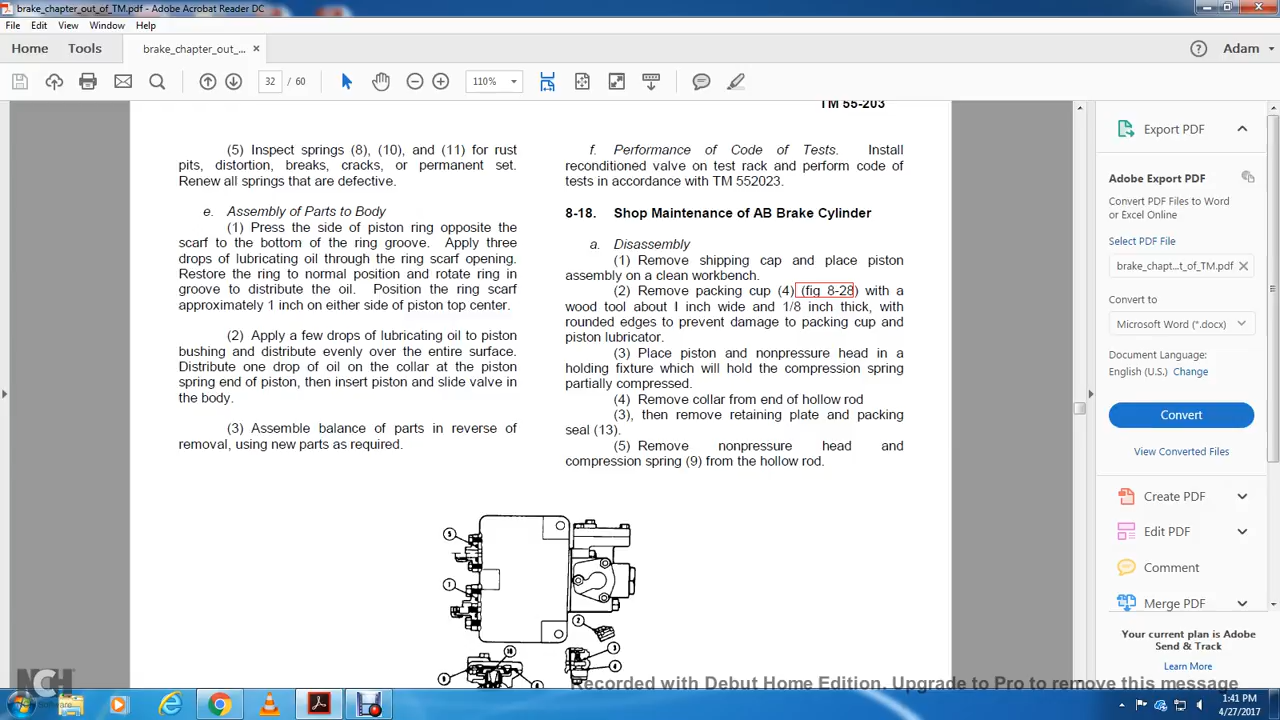 brake_chapter_out_of_TM.pdf - Adobe Acrobat Reader DC
File Edit View Window Help
Home Tools brake_chapter_out_... × Adam
32 / 60 110%
TM 55-203
(5) Inspect springs (8), (10), and (11) for rust
pits, distortion, breaks, cracks, or permanent set.
Renew all springs that are defective.
e. Assembly of Parts to Body
(1) Press the side of piston ring opposite the
scarf to the bottom of the ring groove. Apply three
drops of lubricating oil through the ring scarf opening.
Restore the ring to normal position and rotate ring in
groove to distribute the oil. Position the ring scarf
approximately 1 inch on either side of piston top center.
(2) Apply a few drops of lubricating oil to piston
bushing and distribute evenly over the entire surface.
Distribute one drop of oil on the collar at the piston
spring end of piston, then insert piston and slide valve in
the body.
(3) Assemble balance of parts in reverse of
removal, using new parts as required.
f. Performance of Code of Tests. Install
reconditioned valve on test rack and perform code of
tests in accordance with TM 552023.
8-18. Shop Maintenance of AB Brake Cylinder
a. Disassembly
(1) Remove shipping cap and place piston
assembly on a clean workbench.
(2) Remove packing cup (4) (fig 8-28) with a
wood tool about I inch wide and 1/8 inch thick, with
rounded edges to prevent damage to packing cup and
piston lubricator.
(3) Place piston and nonpressure head in a
holding fixture which will hold the compression spring
partially compressed.
(4) Remove collar from end of hollow rod
(3), then remove retaining plate and packing
seal (13).
(5) Remove nonpressure head and
compression spring (9) from the hollow rod.
5
1
2
3
4
10
9
Export PDF
Adobe Export PDF
Convert PDF Files to Word
or Excel Online
Select PDF File
brake_chapt...t_of_TM.pdf ×
Convert to
Microsoft Word (*.docx)
Document Language:
English (U.S.) Change
Convert
View Converted Files
Create PDF
Edit PDF
Comment
Merge PDF
Your current plan is Adobe
Send & Track
Learn More
NCH Software
Recorded with Debut Home Edition. Upgrade to Pro to remove this message
1:41 PM
4/27/2017